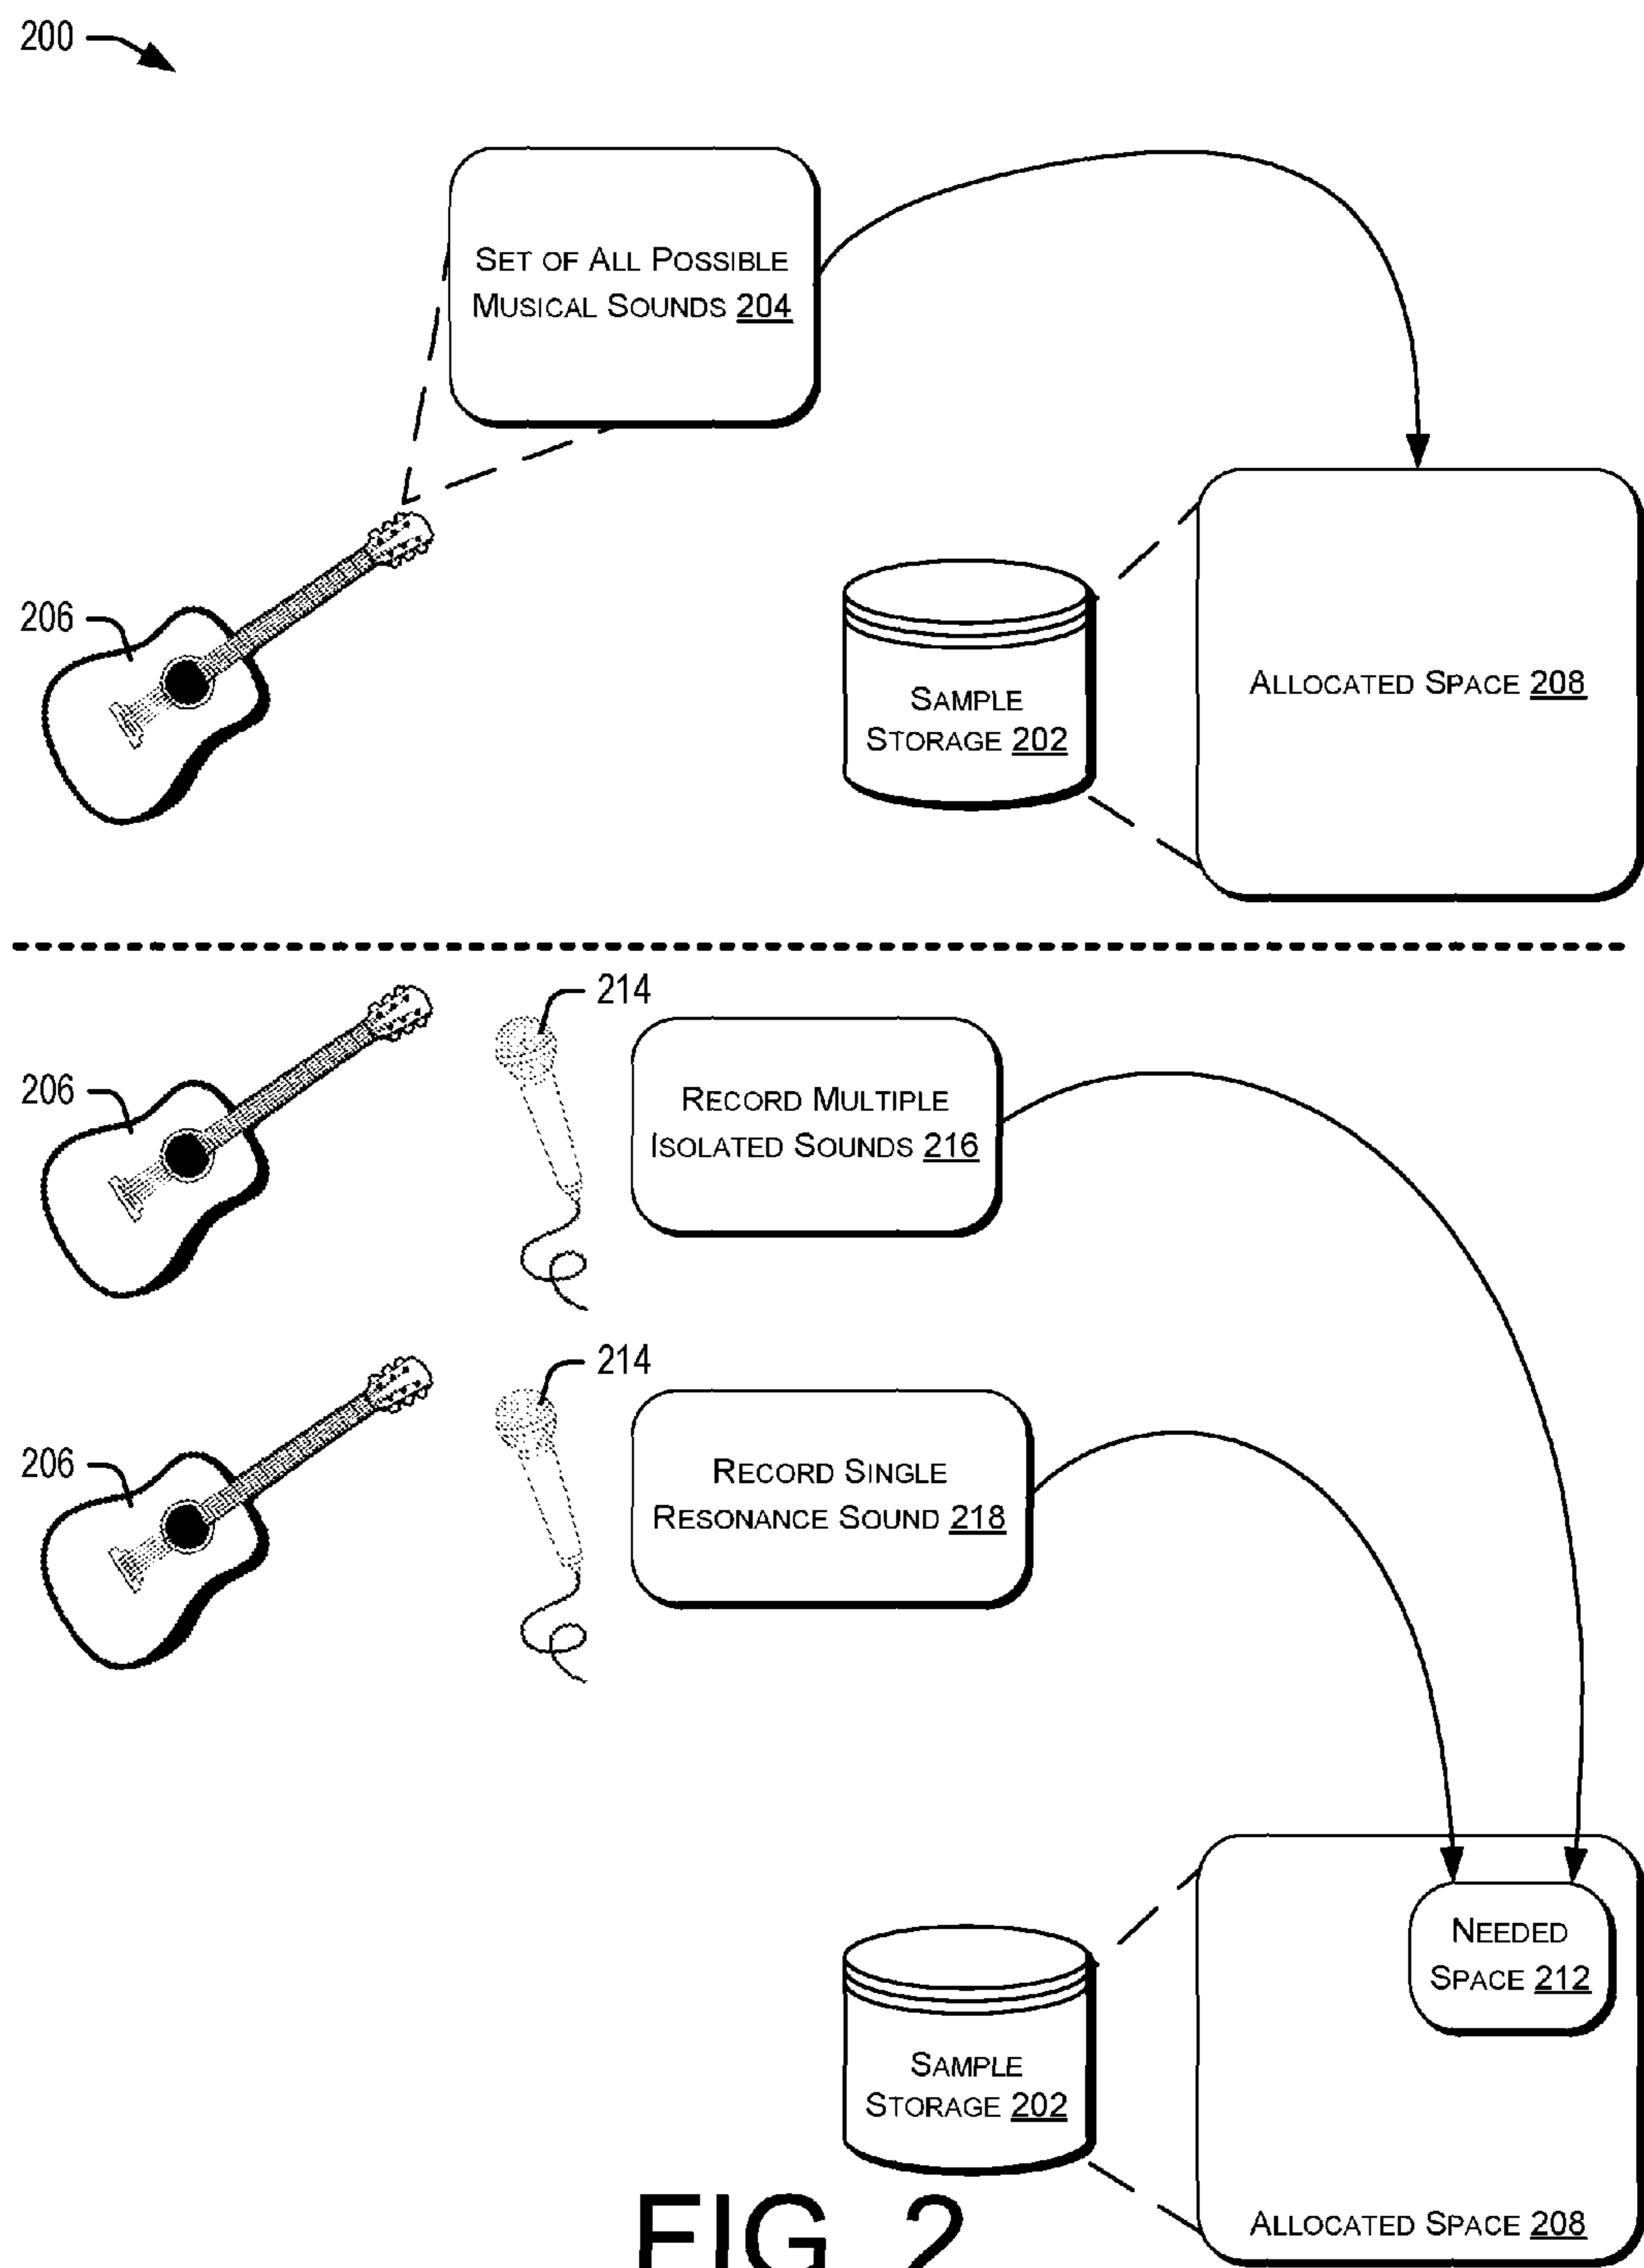 200
SET OF ALL POSSIBLE
MUSICAL SOUNDS 204
206
SAMPLE
STORAGE 202
ALLOCATED SPACE 208
214
206
RECORD MULTIPLE
ISOLATED SOUNDS 216
214
206
RECORD SINGLE
RESONANCE SOUND 218
NEEDED
SPACE 212
SAMPLE
STORAGE 202
ALLOCATED SPACE 208
FIG. 2